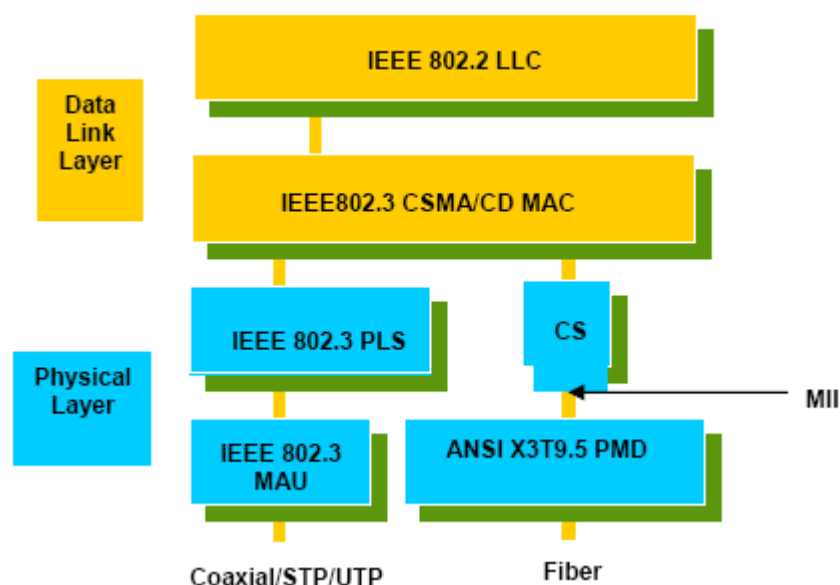 IEEE 802.2 LLC
Data
Link
Layer
IEEE802.3 CSMA/CD MAC
IEEE 802.3 PLS
CS
Physical
Layer
MII
IEEE 802.3
MAU
ANSI X3T9.5 PMD
Coaxial/STP/UTP
Fiber